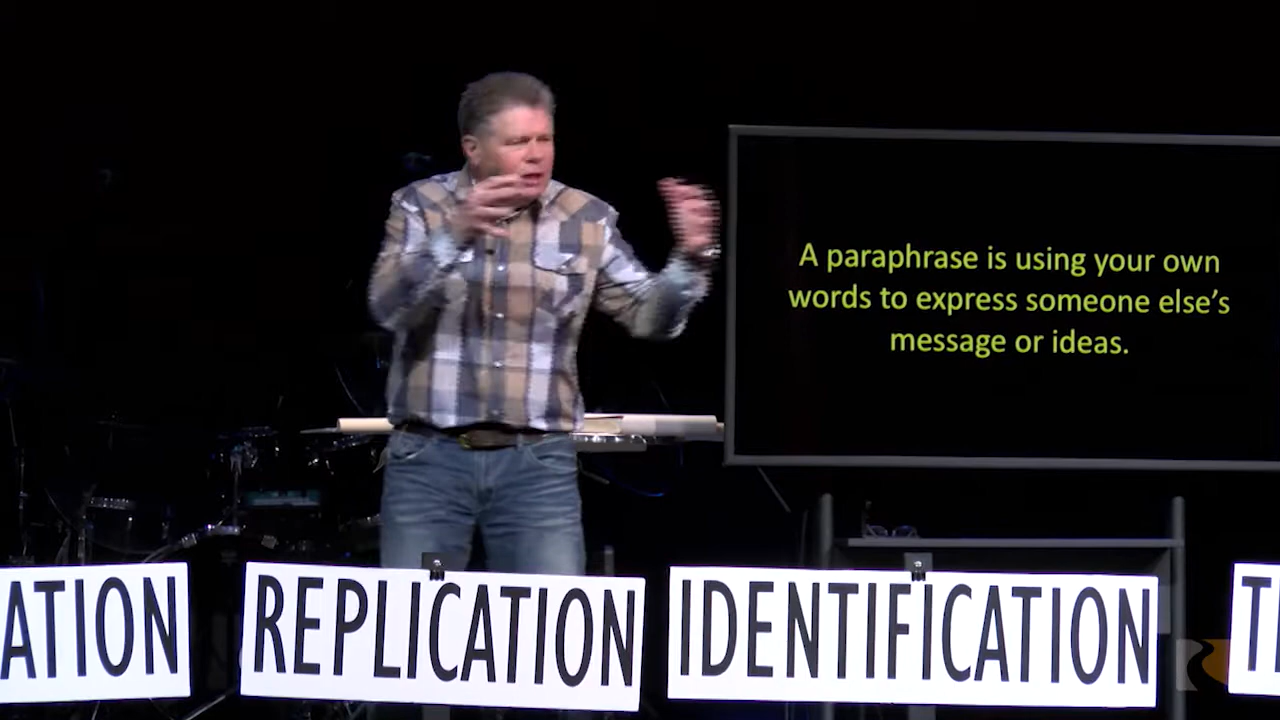 A paraphrase is using your own
words to express someone else's
message or ideas.
ATION
REPLICATION
IDENTIFICATION